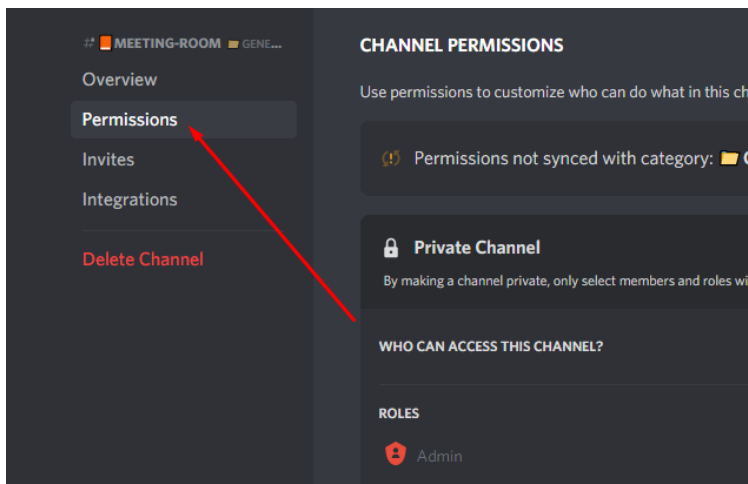 MEETING-ROOM GENE...
Overview
Permissions
Invites
Integrations
Delete Channel
CHANNEL PERMISSIONS
Use permissions to customize who can do what in this ch
Permissions not synced with category:
Private Channel
By making a channel private, only select members and roles wi
WHO CAN ACCESS THIS CHANNEL?
ROLES
Admin